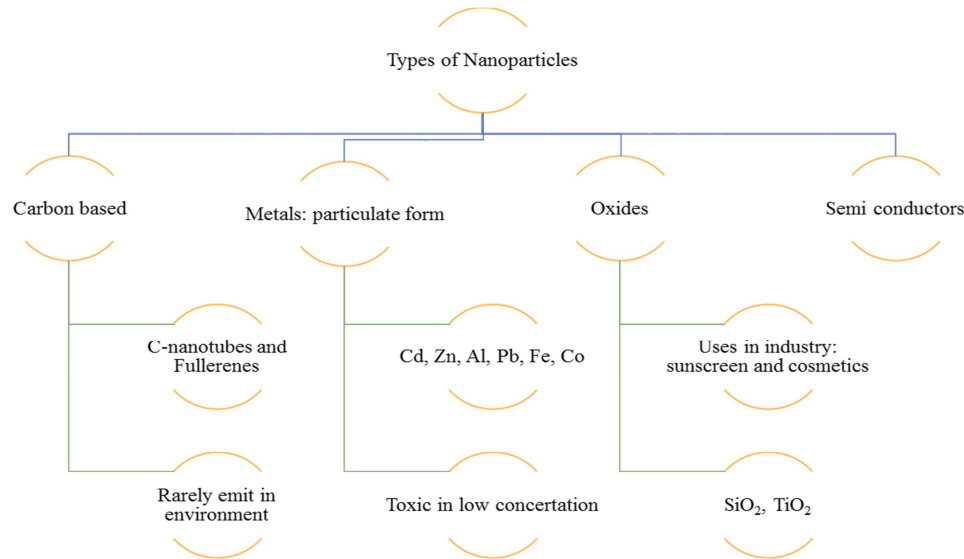 Types of Nanoparticles
Carbon based
Metals: particulate form
Oxides
Semi conductors
C-nanotubes and
Fullerenes
Cd, Zn, Al, Pb, Fe, Co
Uses in industry:
sunscreen and cosmetics
Rarely emit in
environment
Toxic in low concertation
SiO₂, TiO₂